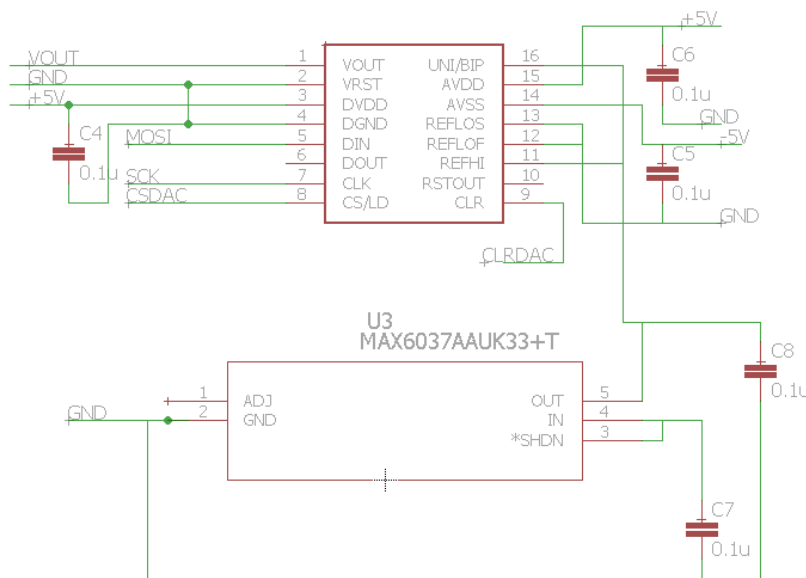 +5V
VOUT
GND
+5V
C4
0.1u
MOSI
SCK
CSDAC
1 VOUT UNI/BIP 16
2 VRST AVDD 15
3 DVDD AVSS 14
4 DGND REFLOS 13
5 DIN REFLOF 12
6 DOUT REFHI 11
7 CLK RSTOUT 10
8 CS/LD CLR 9
C6
0.1u
GND
-5V
C5
0.1u
GND
CLRDAC
U3
MAX6037AAUK33+T
GND
1 ADJ OUT 5
2 GND IN 4
*SHDN 3
C8
0.1u
C7
0.1u